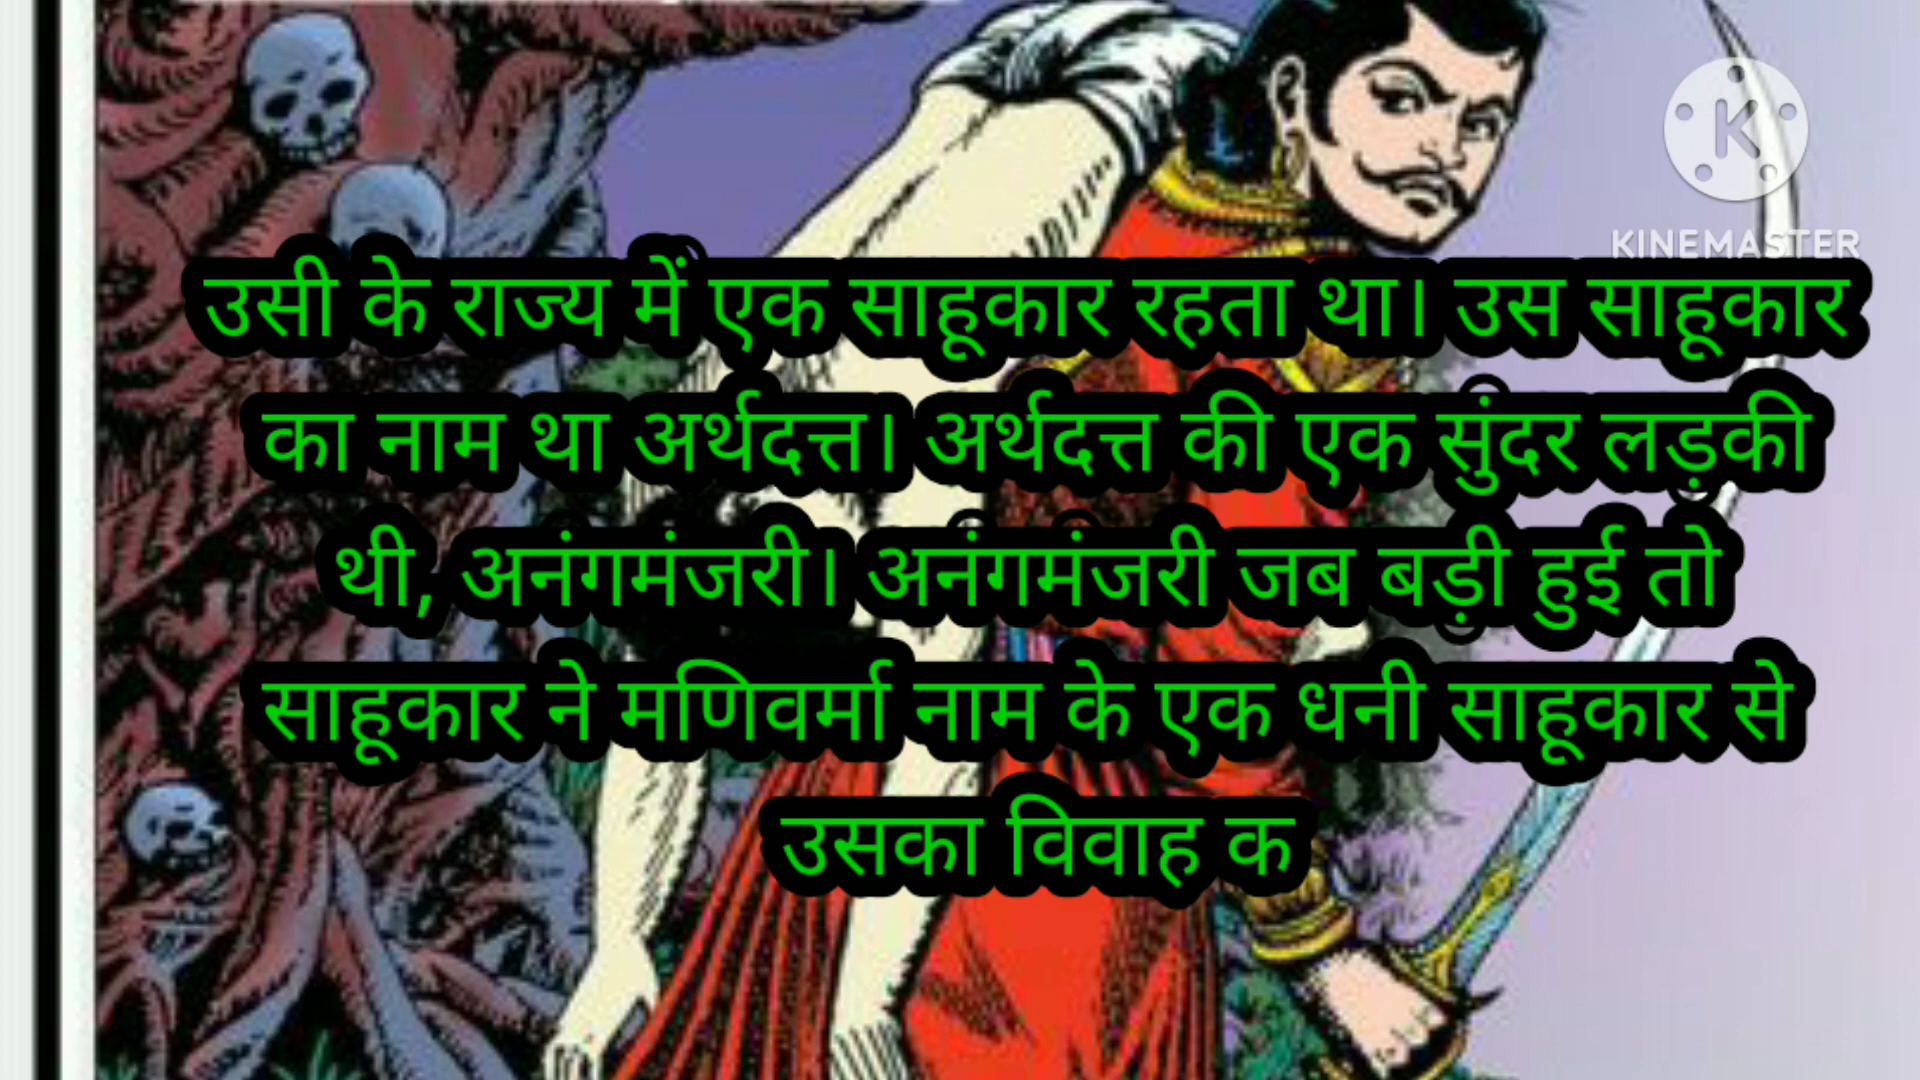 KINEMASTER
उसी के राज्य में एक साहूकार रहता था। उस साहूकार
का नाम था अर्थदत्त। अर्थदत्त की एक सुंदर लड़की
थी, अनंगमंजरी। अनंगमंजरी जब बड़ी हुई तो
साहूकार ने मणिवर्मा नाम के एक धनी साहूकार से
उसका विवाह क